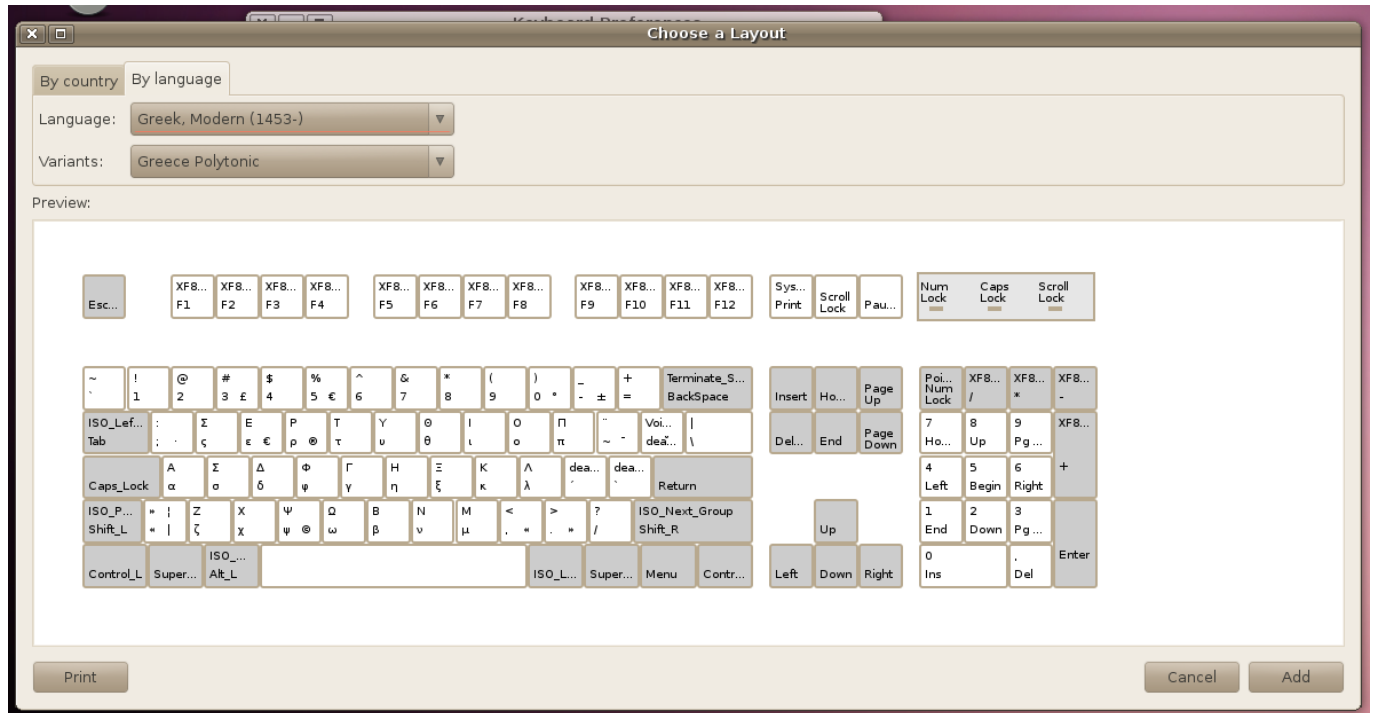 Choose a Layout
By country By language
Language: Greek, Modern (1453-)
Variants: Greece Polytonic
Preview:
XF8... XF8... XF8... XF8... XF8... XF8... XF8... XF8... XF8... XF8... XF8... XF8... Sys... Num Lock Caps Lock Scroll Lock
Esc... F1 F2 F3 F4 F5 F6 F7 F8 F9 F10 F11 F12 Print Scroll Lock Pau...
~ ! @ # $ % ^ & * ( ) _ + Terminate_S... Poi... XF8... XF8... XF8...
` 1 2 3 £ 4 5 € 6 7 8 9 0 ° - ± = BackSpace Insert Ho... Page Up Num Lock / * -
ISO_Lef... : Σ Ε Ρ Τ Υ Θ Ι Ο Π ¨ Voi... | 7 8 9 XF8...
Tab ; · ς ε € ρ ® τ υ θ ι ο π ~ ¯ dea... \ Del... End Page Down Ho... Up Pg... +
Α Σ Δ Φ Γ Η Ξ Κ Λ dea... dea... 4 5 6
Caps_Lock α σ δ φ γ η ξ κ λ ´ ` Return Left Begin Right
ISO_P... » ¦ Ζ Χ Ψ Ω Β Ν Μ < > ? ISO_Next_Group 1 2 3
Shift_L « | ζ χ ψ © ω β ν μ , « . » / Shift_R Up End Down Pg... Enter
ISO_... 0 .
Control_L Super... Alt_L ISO_L... Super... Menu Contr... Left Down Right Ins Del
Print Cancel Add